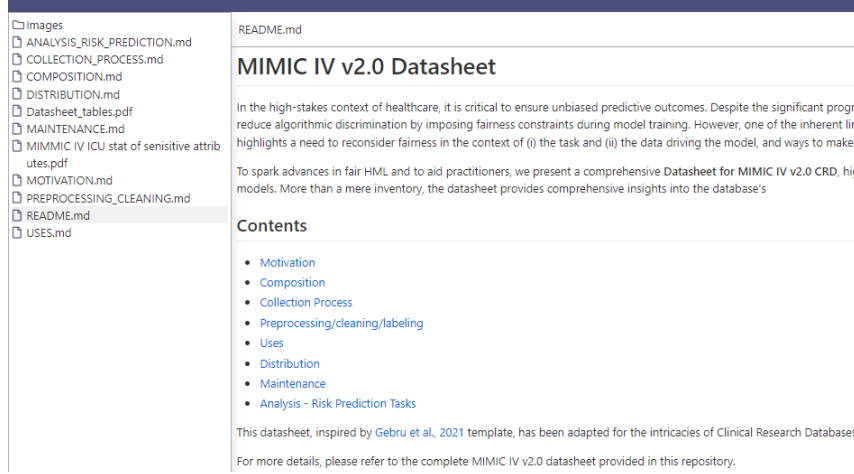 Images
ANALYSIS_RISK_PREDICTION.md
COLLECTION_PROCESS.md
COMPOSITION.md
DISTRIBUTION.md
Datasheet_tables.pdf
MAINTENANCE.md
MIMMIC IV ICU stat of senisitive attrib
utes.pdf
MOTIVATION.md
PREPROCESSING_CLEANING.md
README.md
USES.md
README.md
MIMIC IV v2.0 Datasheet
In the high-stakes context of healthcare, it is critical to ensure unbiased predictive outcomes. Despite the significant progr
reduce algorithmic discrimination by imposing fairness constraints during model training. However, one of the inherent li
highlights a need to reconsider fairness in the context of (i) the task and (ii) the data driving the model, and ways to make
To spark advances in fair HML and to aid practitioners, we present a comprehensive Datasheet for MIMIC IV v2.0 CRD, hi
models. More than a mere inventory, the datasheet provides comprehensive insights into the database's
Contents
• Motivation
• Composition
• Collection Process
• Preprocessing/cleaning/labeling
• Uses
• Distribution
• Maintenance
• Analysis - Risk Prediction Tasks
This datasheet, inspired by Gebru et al., 2021 template, has been adapted for the intricacies of Clinical Research Databases
For more details, please refer to the complete MIMIC IV v2.0 datasheet provided in this repository.